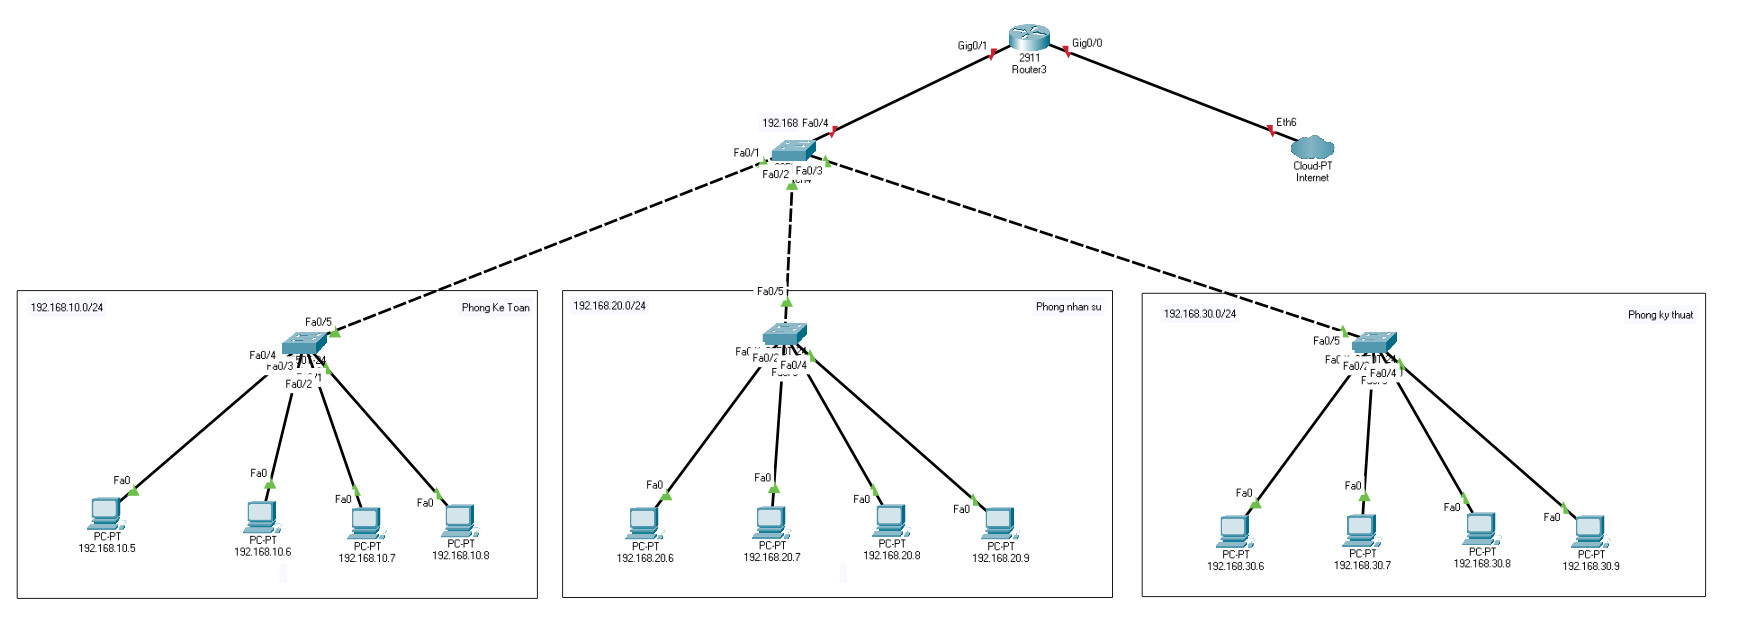 Gig0/1
Gig0/0
2911
Router3
192.168
Fa0/4
Eth6
Cloud-PT
Internet
Fa0/1
Fa0/2
Fa0/3
192.168.10.0/24
Phong Ke Toan
Fa0/5
Fa0/4
Fa0/3
Fa0/2
Fa0
Fa0
Fa0
Fa0
PC-PT
192.168.10.5
PC-PT
192.168.10.6
PC-PT
192.168.10.7
PC-PT
192.168.10.8
192.168.20.0/24
Fa0/5
Phong nhan su
Fa0/2
Fa0/4
Fa0
Fa0
Fa0
Fa0
PC-PT
192.168.20.6
PC-PT
192.168.20.7
PC-PT
192.168.20.8
PC-PT
192.168.20.9
192.168.30.0/24
Phong ky thuat
Fa0/5
Fa0/2
Fa0/4
Fa0
Fa0
Fa0
Fa0
PC-PT
192.168.30.6
PC-PT
192.168.30.7
PC-PT
192.168.30.8
PC-PT
192.168.30.9